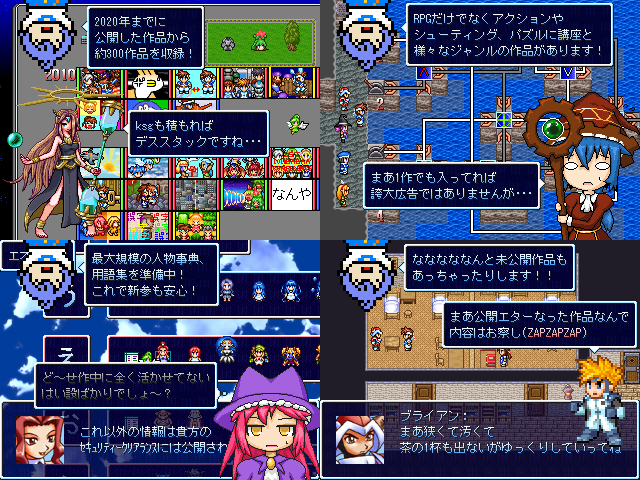 2020年までに
公開した作品から
約300作品を収録！
2010
ksgも積もれば
デススタックですね・・・
なんや
RPGだけでなくアクションや
シューティング、パズルに講座と
様々なジャンルの作品があります！
まあ1作でも入ってれば
誇大広告ではありませんが・・・
エス
最大規模の人物事典、
用語集を準備中！
これで新参も安心！
え
ど～せ作中に全く活かせてない
はい設ばかりでしょ～？
お
これ以外の情報は貴方の
セキュリティークリアランスには公開され
なななななんと未公開作品も
あっちゃったりします！！
まあ公開エターなった作品なんで
内容はお察し(ZAPZAPZAP)
ブライアン：
まあ狭くて汚くて
茶の1杯も出ないがゆっくりしていってね